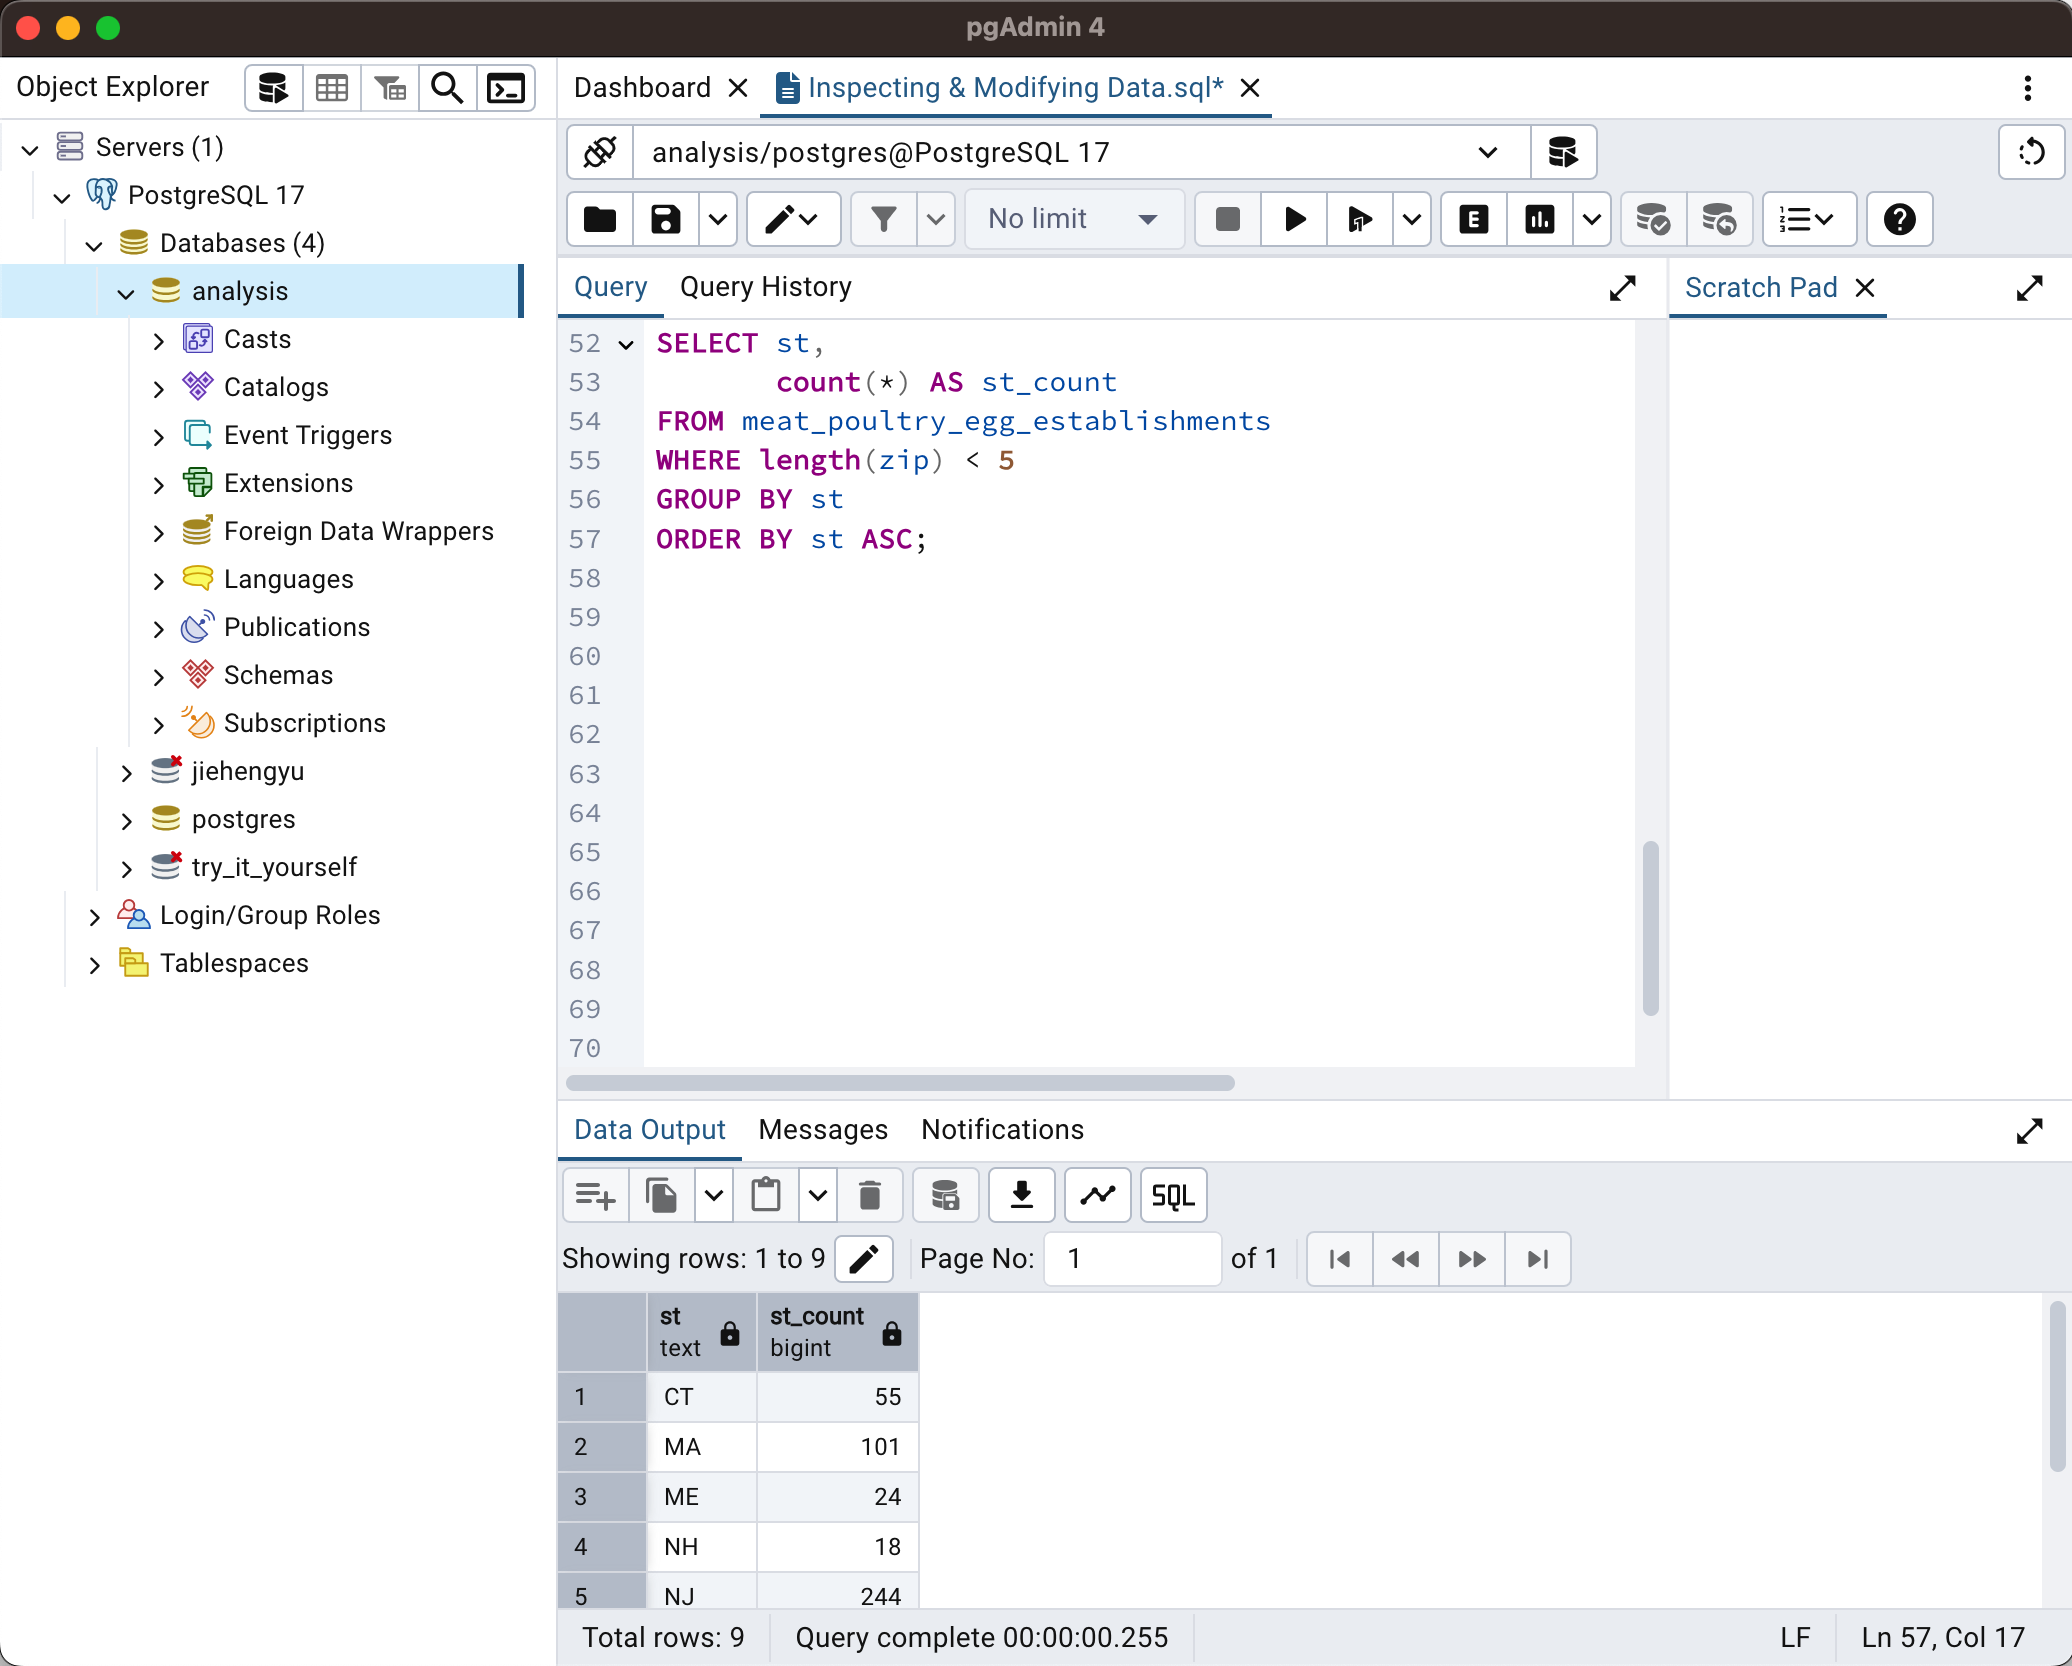 pgAdmin 4
Object Explorer
Servers (1)
PostgreSQL 17
Databases (4)
analysis
Casts
Catalogs
Event Triggers
Extensions
Foreign Data Wrappers
Languages
Publications
Schemas
Subscriptions
jiehengyu
postgres
try_it_yourself
Login/Group Roles
Tablespaces
Dashboard
Inspecting & Modifying Data.sql*
analysis/postgres@PostgreSQL 17
No limit
E
Query
Query History
Scratch Pad
52 SELECT st,
53 count(*) AS st_count
54 FROM meat_poultry_egg_establishments
55 WHERE length(zip) < 5
56 GROUP BY st
57 ORDER BY st ASC;
58
59
60
61
62
63
64
65
66
67
68
69
70
Data Output
Messages
Notifications
SQL
Showing rows: 1 to 9
Page No: 1 of 1
st text
st_count bigint
1 CT 55
2 MA 101
3 ME 24
4 NH 18
5 NJ 244
Total rows: 9
Query complete 00:00:00.255
LF
Ln 57, Col 17